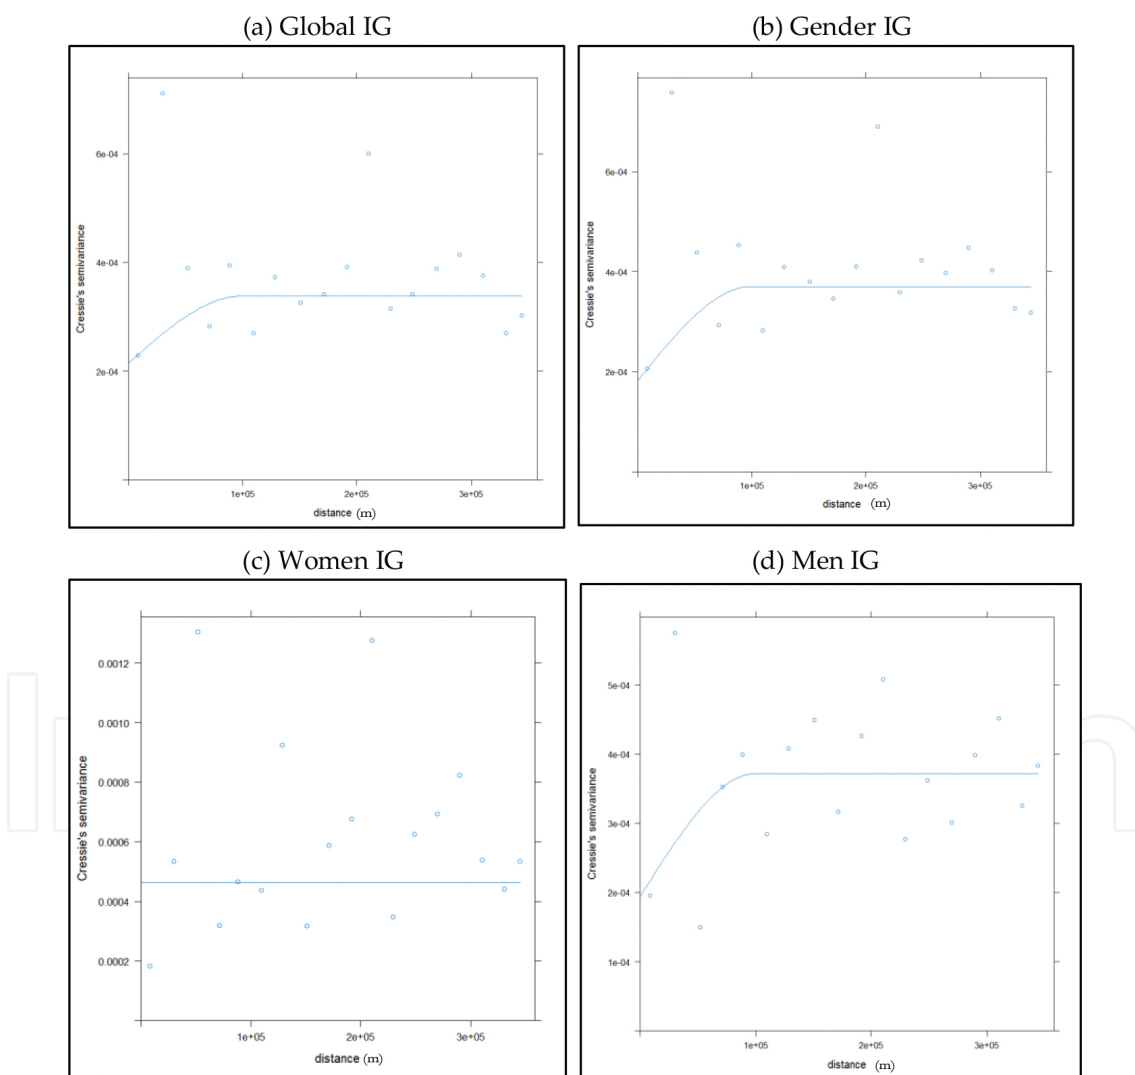 (a) Global IG
(b) Gender IG
6e-04
4e-04
2e-04
Cressie's semivariance
1e+05 2e+05 3e+05
distance (m)
6e-04
4e-04
2e-04
Cressie's semivariance
1e+05 2e+05 3e+05
distance (m)
(c) Women IG
(d) Men IG
0.0012
0.0010
0.0008
0.0006
0.0004
0.0002
Cressie's semivariance
1e+05 2e+05 3e+05
distance (m)
5e-04
4e-04
3e-04
2e-04
1e-04
Cressie's semivariance
1e+05 2e+05 3e+05
distance (m)